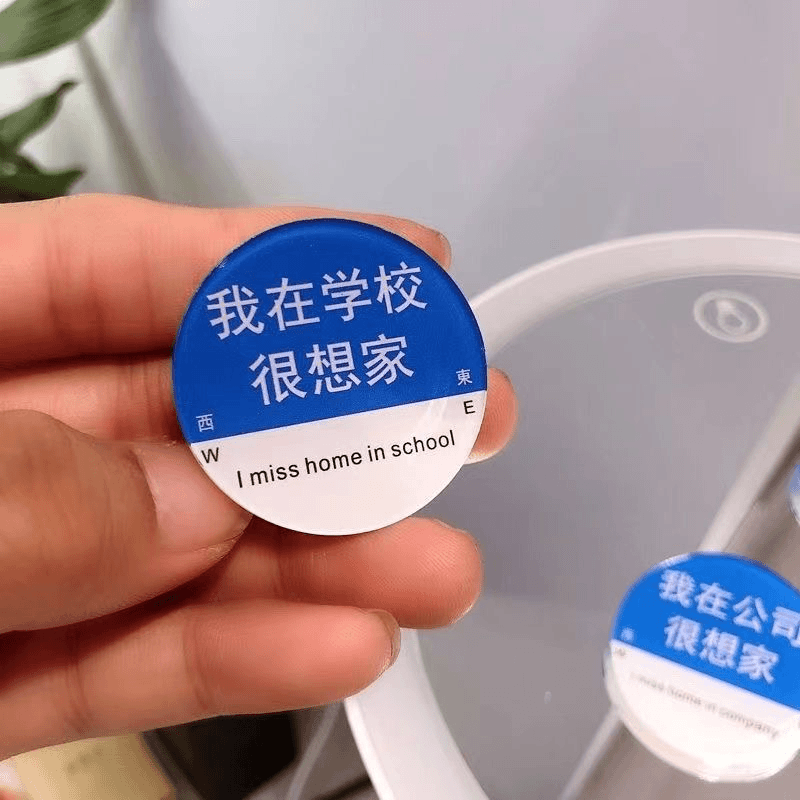 我在学校
很想家
西 東
W E
I miss home in school
我在公司
很想家
W
I miss home in company